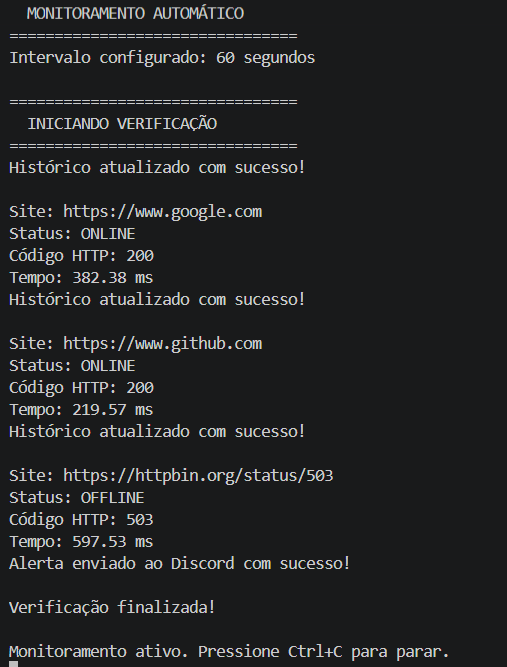 MONITORAMENTO AUTOMÁTICO
================================
Intervalo configurado: 60 segundos
================================
INICIANDO VERIFICAÇÃO
================================
Histórico atualizado com sucesso!
Site: https://www.google.com
Status: ONLINE
Código HTTP: 200
Tempo: 382.38 ms
Histórico atualizado com sucesso!
Site: https://www.github.com
Status: ONLINE
Código HTTP: 200
Tempo: 219.57 ms
Histórico atualizado com sucesso!
Site: https://httpbin.org/status/503
Status: OFFLINE
Código HTTP: 503
Tempo: 597.53 ms
Alerta enviado ao Discord com sucesso!
Verificação finalizada!
Monitoramento ativo. Pressione Ctrl+C para parar.